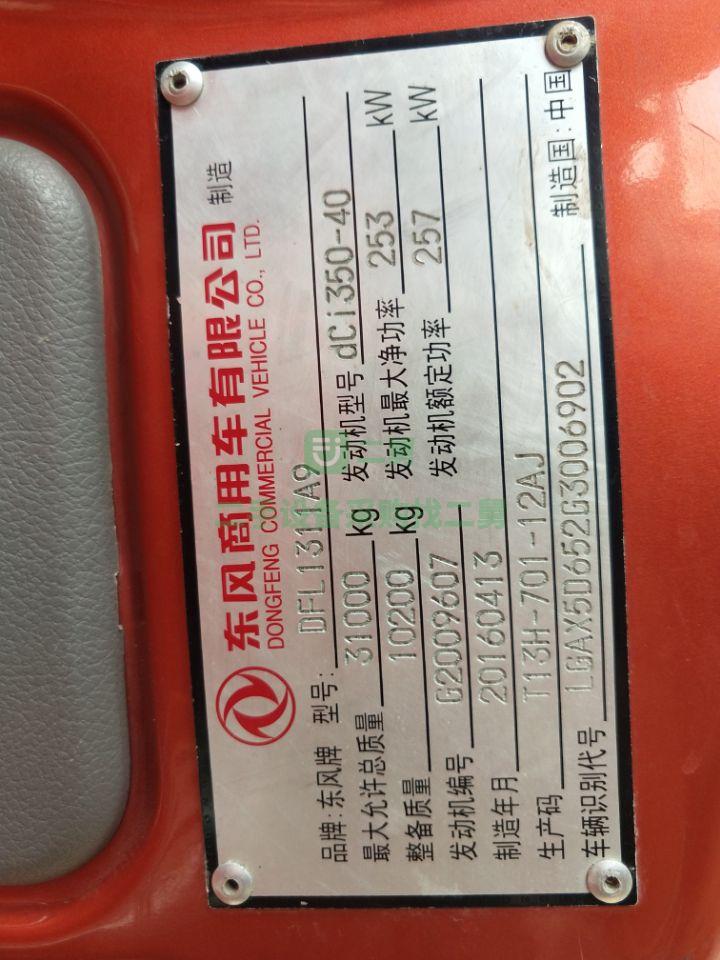 东风商用车有限公司 制造
DONGFENG COMMERCIAL VEHICLE CO., LTD.
品牌:东风牌 型号: DFL1311A9
最大允许总质量 31000 kg 发动机型号 dCi350-40
整备质量 10200 kg 发动机最大净功率 253 kW
发动机编号 G2009607 发动机额定功率 257 kW
制造年月 20160413
生产码 T13H-701-12AJ
车辆识别代号 LGAX5D652G3006902 制造国:中国